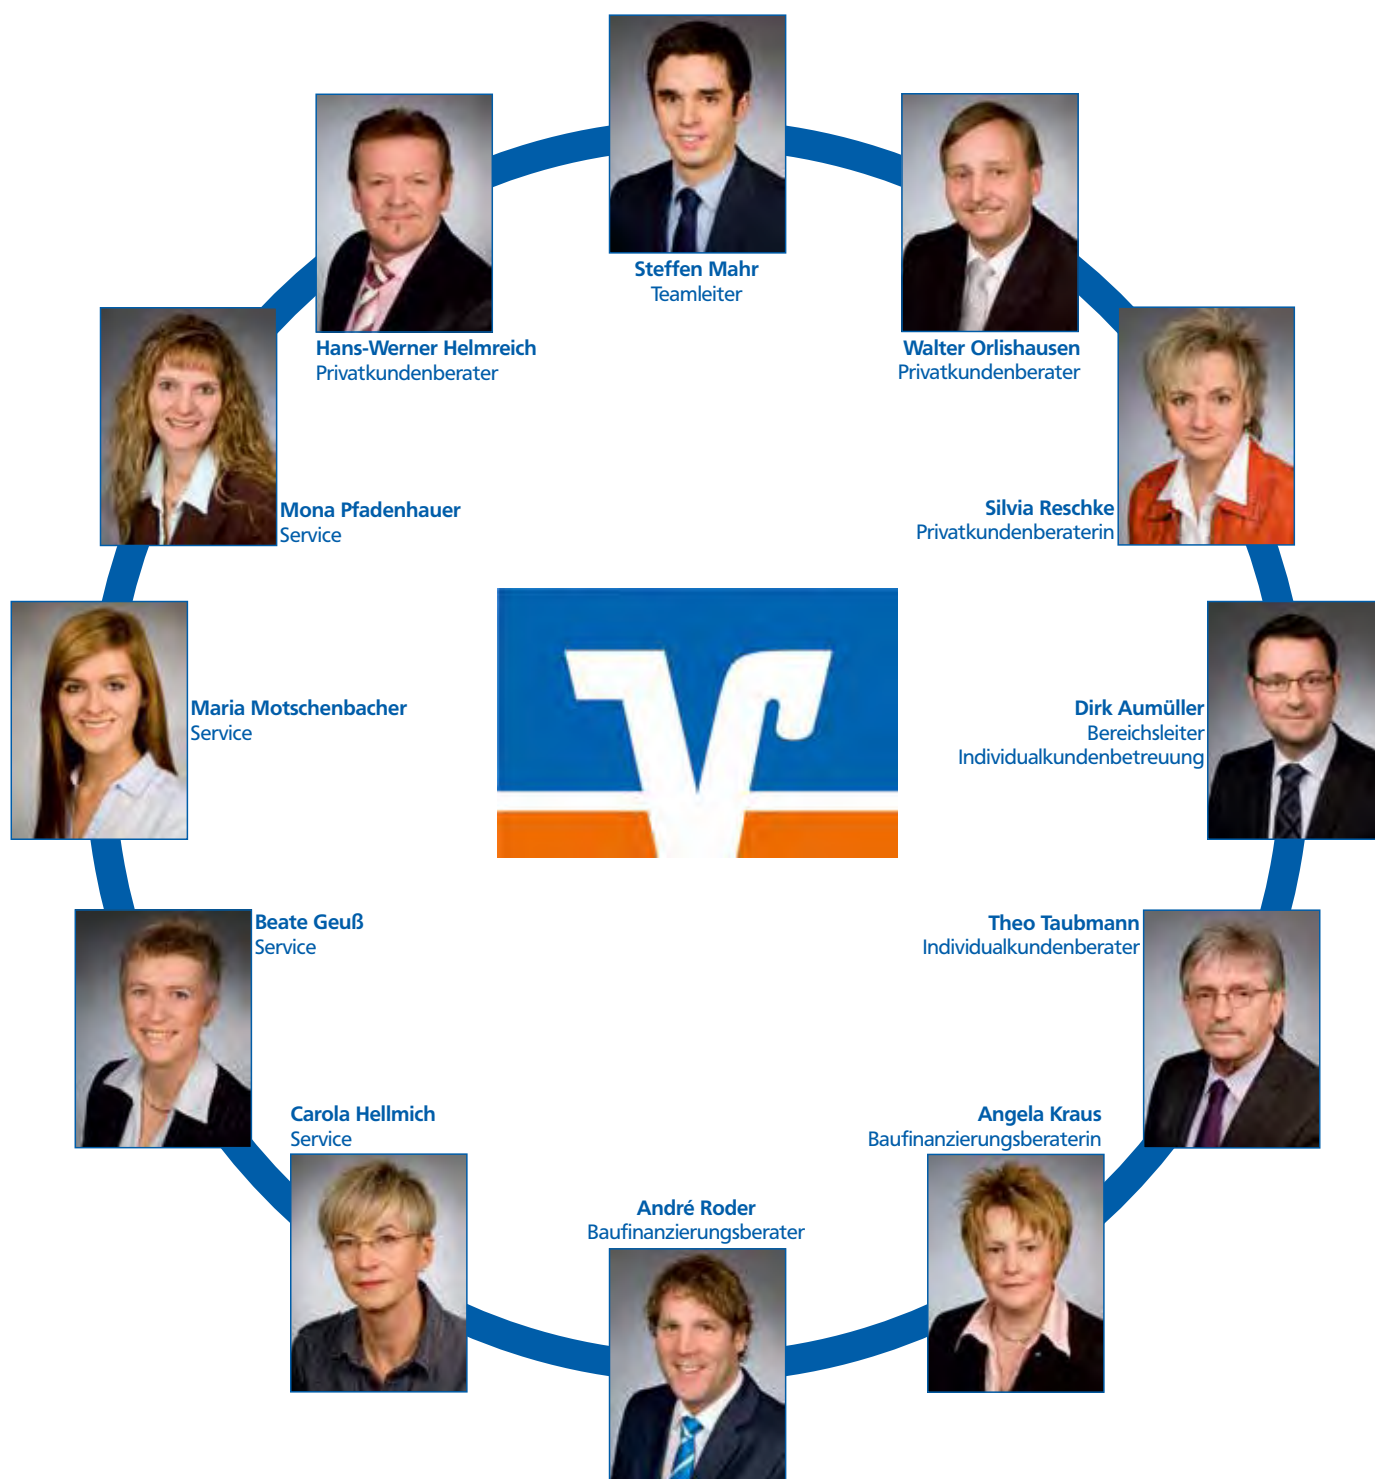 Steffen Mahr
Teamleiter
Hans-Werner Helmreich
Privatkundenberater
Walter Orlishausen
Privatkundenberater
Mona Pfadenhauer
Service
Silvia Reschke
Privatkundenberaterin
Maria Motschenbacher
Service
Dirk Aumüller
Bereichsleiter
Individualkundenbetreuung
Beate Geuß
Service
Theo Taubmann
Individualkundenberater
Carola Hellmich
Service
Angela Kraus
Baufinanzierungsberaterin
André Roder
Baufinanzierungsberater